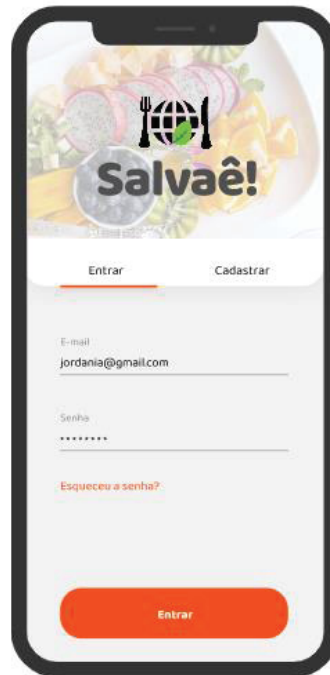 Salvaê!
Entrar Cadastrar
E-mail
jordania@gmail.com
Senha
••••••••
Esqueceu a senha?
Entrar